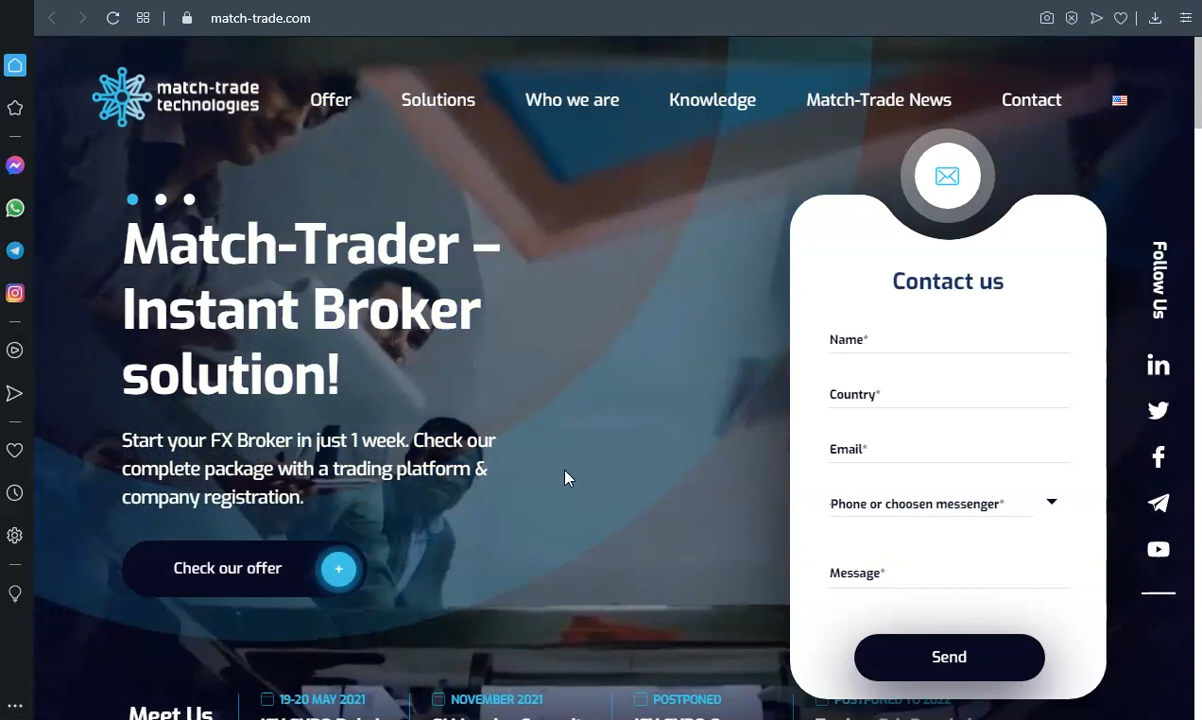 match-trade.com
match-trade
technologies
Offer
Solutions
Who we are
Knowledge
Match-Trade News
Contact
Match-Trader –
Instant Broker
solution!
Start your FX Broker in just 1 week. Check our
complete package with a trading platform &
company registration.
Check our offer
+
Contact us
Name*
Country*
Email*
Phone or choosen messenger*
Message*
Send
Follow Us
Meet Us
19-20 MAY 2021
NOVEMBER 2021
POSTPONED
POSTPONED TO 2022